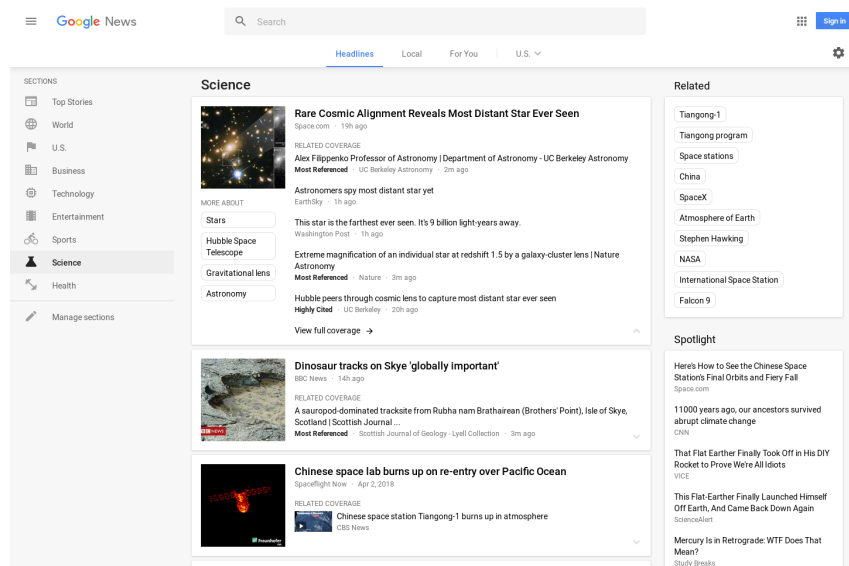 Google News
Search
Sign in
Headlines
Local
For You
U.S.
SECTIONS
Top Stories
World
U.S.
Business
Technology
Entertainment
Sports
Science
Health
Manage sections
Science
Rare Cosmic Alignment Reveals Most Distant Star Ever Seen
Space.com · 19h ago
RELATED COVERAGE
Alex Filippenko Professor of Astronomy | Department of Astronomy - UC Berkeley Astronomy
Most Referenced · UC Berkeley Astronomy · 2m ago
Astronomers spy most distant star yet
EarthSky · 1h ago
This star is the farthest ever seen. It's 9 billion light-years away.
Washington Post · 1h ago
Extreme magnification of an individual star at redshift 1.5 by a galaxy-cluster lens | Nature
Astronomy
Most Referenced · Nature · 3m ago
Hubble peers through cosmic lens to capture most distant star ever seen
Highly Cited · UC Berkeley · 20h ago
View full coverage →
MORE ABOUT
Stars
Hubble Space
Telescope
Gravitational lens
Astronomy
Dinosaur tracks on Skye 'globally important'
BBC News · 14h ago
RELATED COVERAGE
A sauropod-dominated tracksite from Rubha nam Brathairean (Brothers' Point), Isle of Skye,
Scotland | Scottish Journal ...
Most Referenced · Scottish Journal of Geology - Lyell Collection · 3m ago
BBC NEWS
Chinese space lab burns up on re-entry over Pacific Ocean
Spaceflight Now · Apr 2, 2018
RELATED COVERAGE
Chinese space station Tiangong-1 burns up in atmosphere
CBS News
Fraunhofer
Related
Tiangong-1
Tiangong program
Space stations
China
SpaceX
Atmosphere of Earth
Stephen Hawking
NASA
International Space Station
Falcon 9
Spotlight
Here's How to See the Chinese Space
Station's Final Orbits and Fiery Fall
Space.com
11000 years ago, our ancestors survived
abrupt climate change
CNN
That Flat Earther Finally Took Off in His DIY
Rocket to Prove We're All Idiots
VICE
This Flat-Earther Finally Launched Himself
Off Earth, And Came Back Down Again
ScienceAlert
Mercury Is in Retrograde: WTF Does That
Mean?
Study Breaks